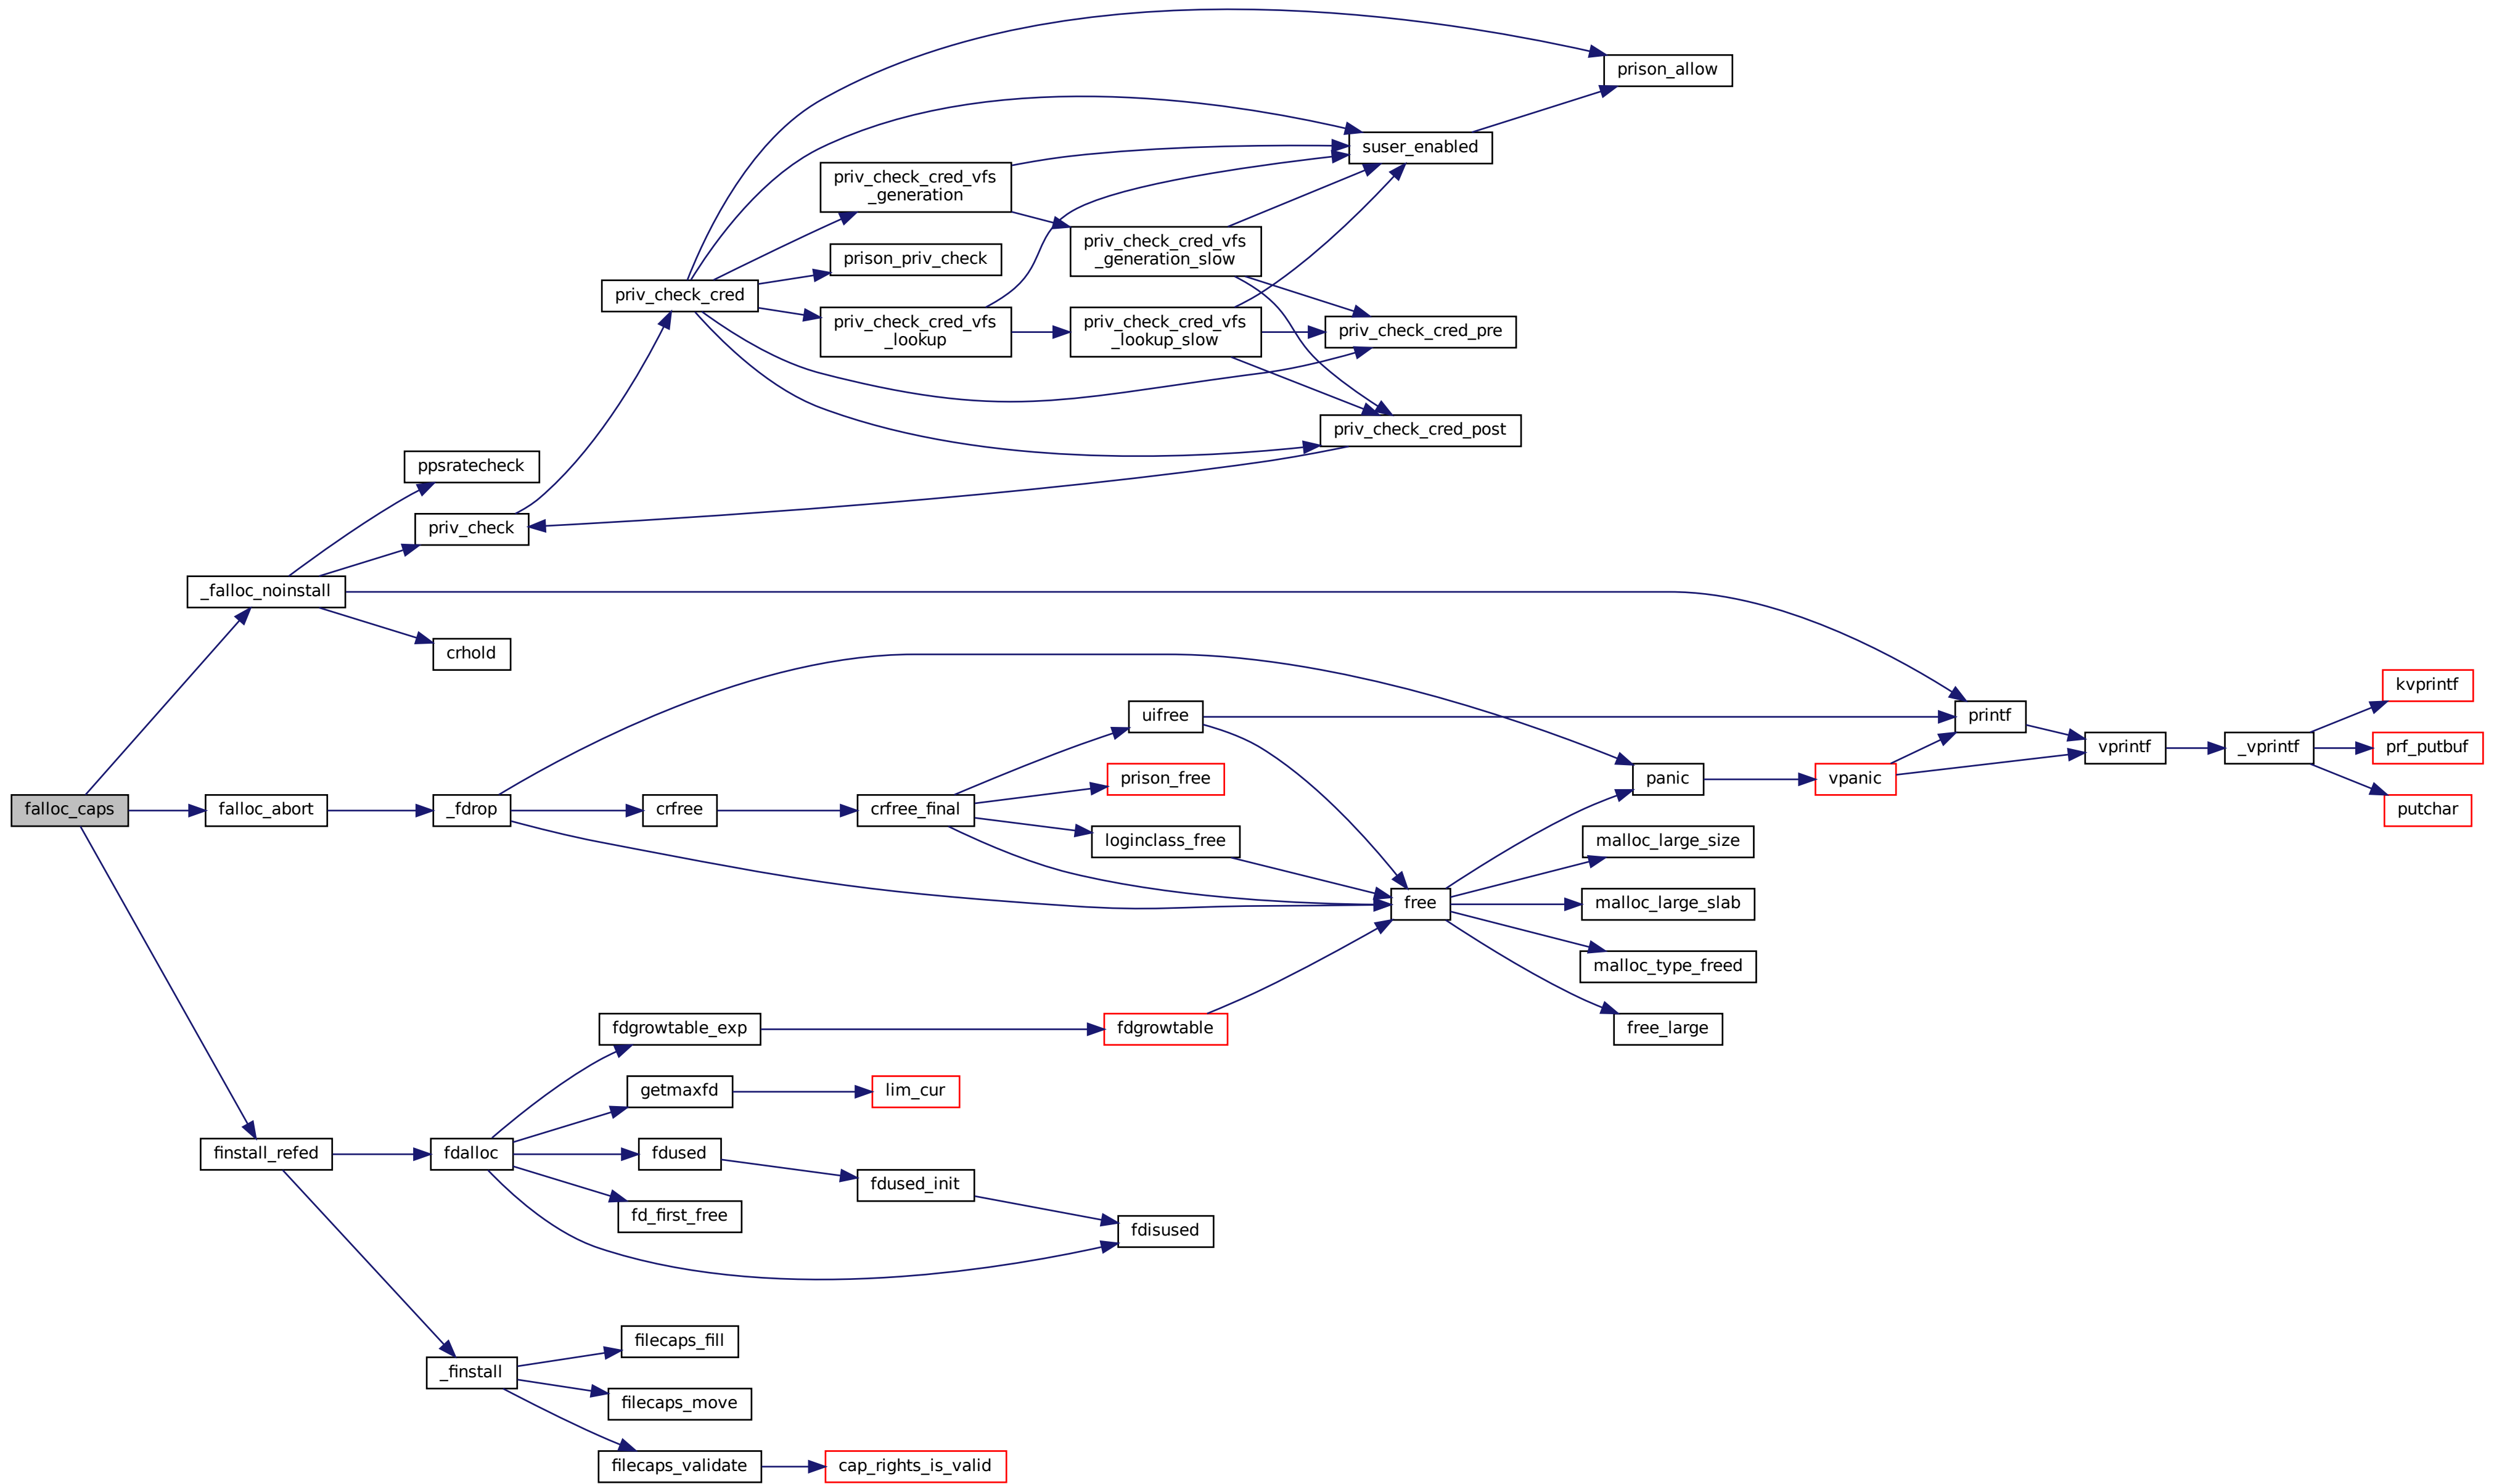 prison_allow
suser_enabled
priv_check_cred_vfs
_generation
priv_check_cred_vfs
_generation_slow
prison_priv_check
priv_check_cred
priv_check_cred_vfs
_lookup
priv_check_cred_vfs
_lookup_slow
priv_check_cred_pre
priv_check_cred_post
ppsratecheck
priv_check
_falloc_noinstall
crhold
kvprintf
uifree
printf
prison_free
vprintf
_vprintf
prf_putbuf
panic
vpanic
falloc_caps
falloc_abort
_fdrop
crfree
crfree_final
putchar
loginclass_free
malloc_large_size
free
malloc_large_slab
malloc_type_freed
fdgrowtable_exp
fdgrowtable
free_large
getmaxfd
lim_cur
finstall_refed
fdalloc
fdused
fdused_init
fd_first_free
fdisused
filecaps_fill
_finstall
filecaps_move
filecaps_validate
cap_rights_is_valid